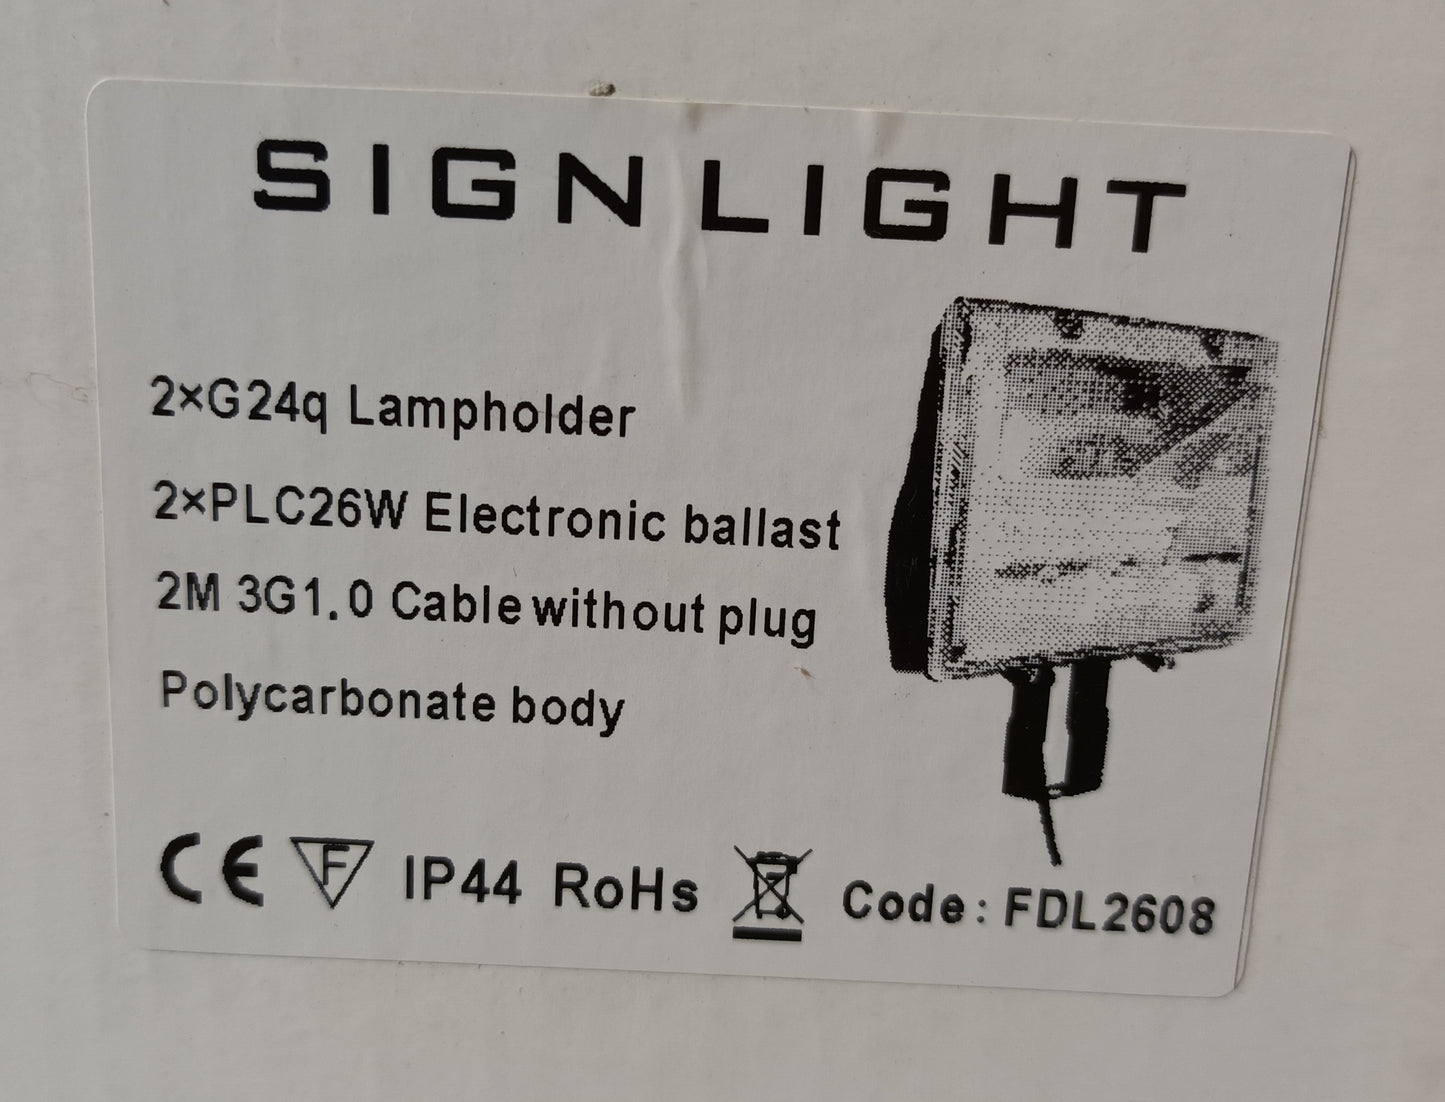 SIGNLIGHT
2×G24q Lampholder
2×PLC26W Electronic ballast
2M 3G1.0 Cable without plug
Polycarbonate body
CE F IP44 RoHs Code: FDL2608